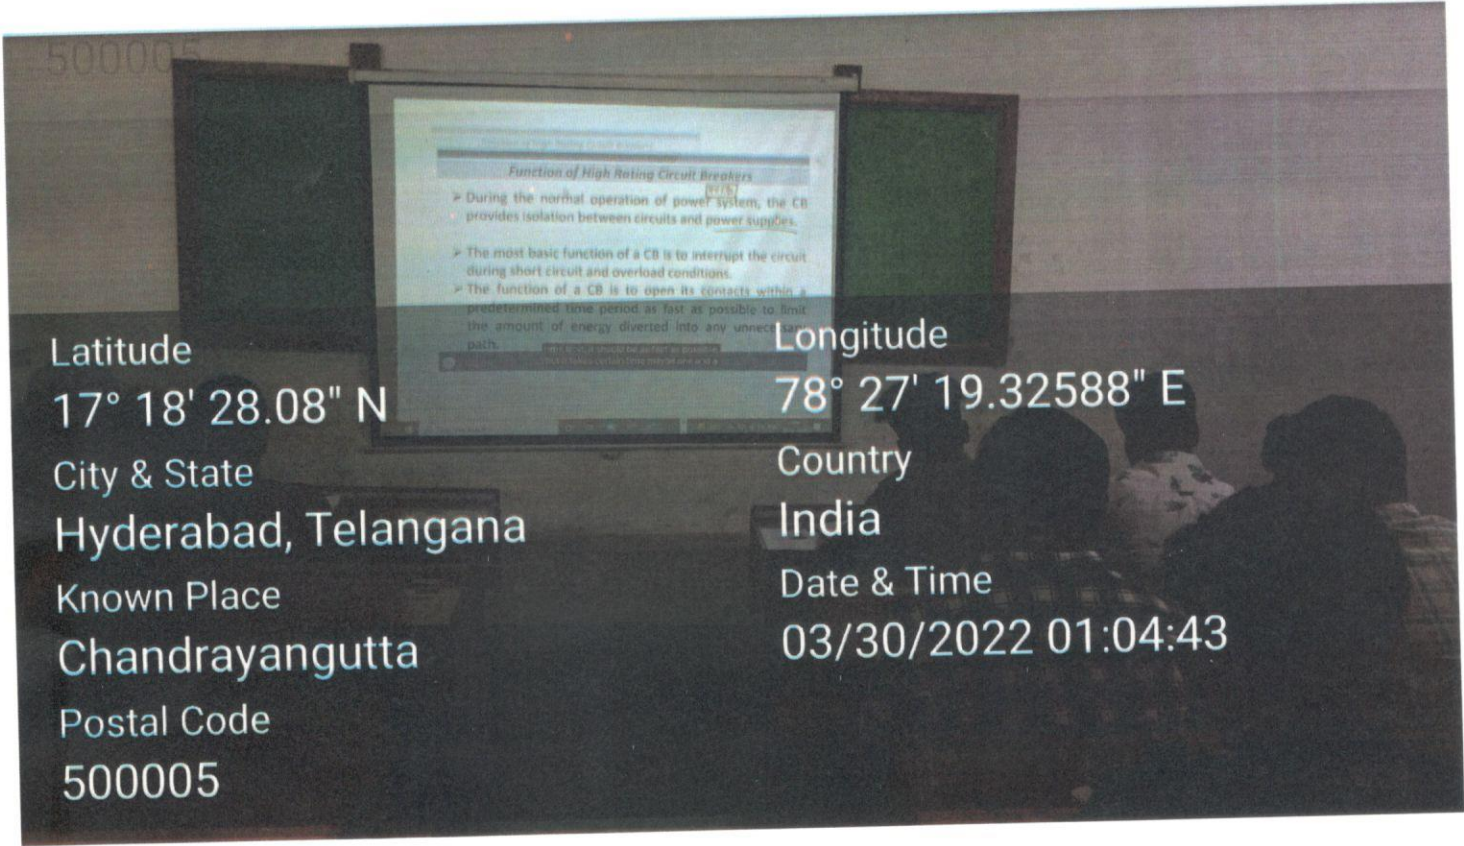 500005
Function of High Rating Circuit Breakers
➢ During the normal operation of power system, the CB
provides isolation between circuits and power supplies.
➢ The most basic function of a CB is to interrupt the circuit
during short circuit and overload conditions.
➢ The function of a CB is to open its contacts within a
predetermined time period as fast as possible to limit
the amount of energy diverted into any unnecessary
path.
Latitude
17° 18' 28.08" N
City & State
Hyderabad, Telangana
Known Place
Chandrayangutta
Postal Code
500005
Longitude
78° 27' 19.32588" E
Country
India
Date & Time
03/30/2022 01:04:43